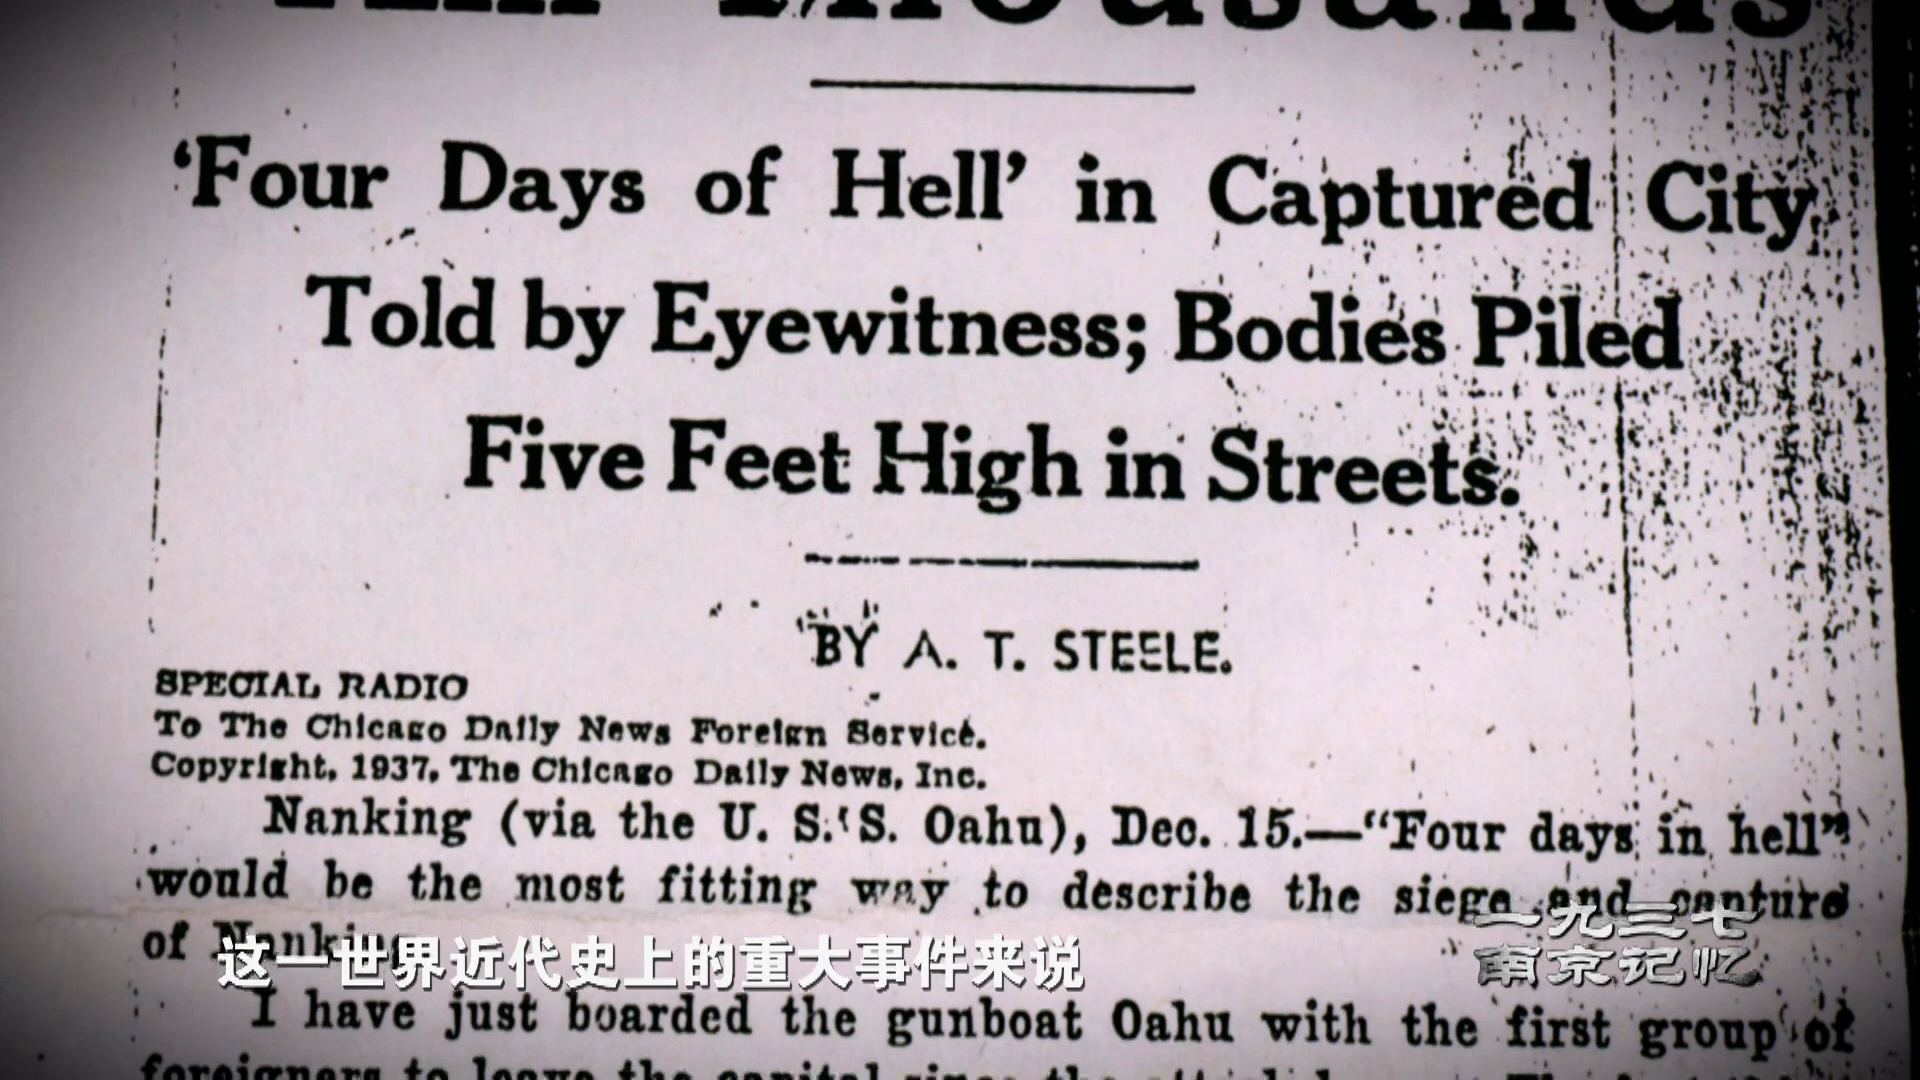 Thousands
‘Four Days of Hell’ in Captured City
Told by Eyewitness; Bodies Piled
Five Feet High in Streets.
BY A. T. STEELE.
SPECIAL RADIO
To The Chicago Daily News Foreign Service.
Copyright, 1937, The Chicago Daily News, Inc.
Nanking (via the U. S. S. Oahu), Dec. 15.—“Four days in hell”
would be the most fitting way to describe the siege and capture
of Nanking.
这一世界近代史上的重大事件来说
一九三七
南京记忆
I have just boarded the gunboat Oahu with the first group of
foreigners to leave the capital since the